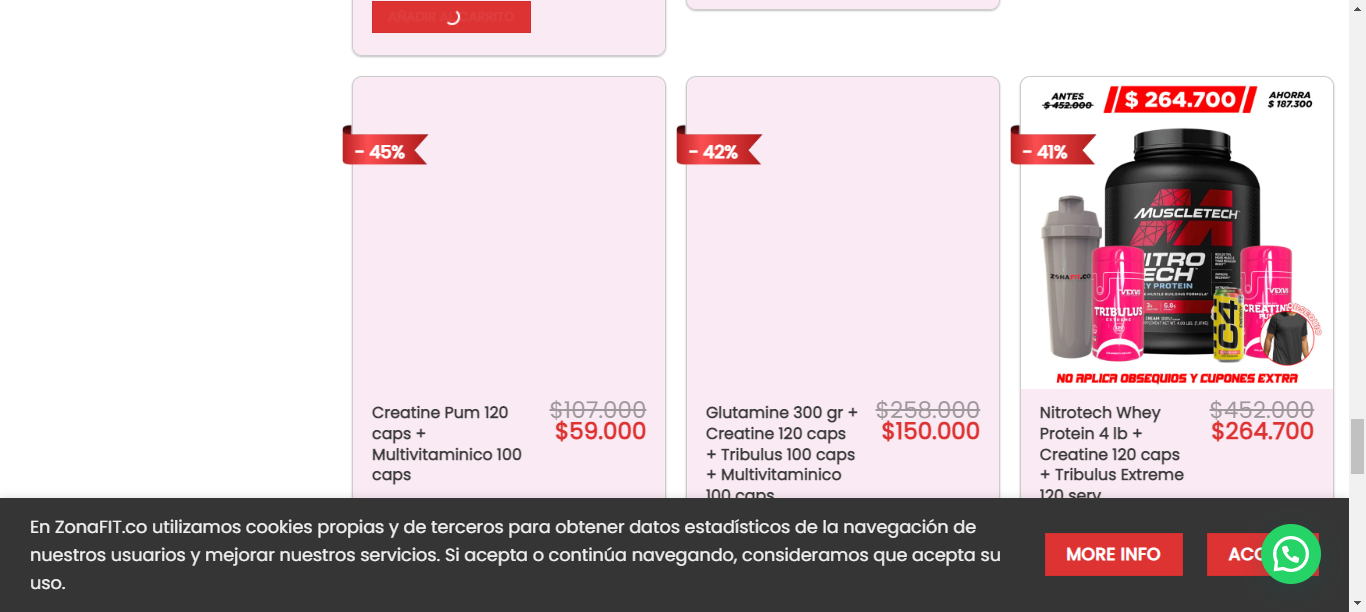 AÑADIR AL CARRITO
- 45%
Creatine Pum 120
caps +
Multivitaminico 100
caps
$107.000
$59.000
- 42%
Glutamine 300 gr +
Creatine 120 caps
+ Tribulus 100 caps
+ Multivitaminico
100 caps
$258.000
$150.000
ANTES
$ 452.000
$ 264.700
AHORRA
$ 187.300
- 41%
MUSCLETECH
NITRO
TECH
WHEY PROTEIN
ZONAFIT.CO
VEXVI
TRIBULUS
EXTREME
C4
VEXVI
CREATINE
OBSEQUIO
NO APLICA OBSEQUIOS Y CUPONES EXTRA
Nitrotech Whey
Protein 4 lb +
Creatine 120 caps
+ Tribulus Extreme
120 serv
$452.000
$264.700
En ZonaFIT.co utilizamos cookies propias y de terceros para obtener datos estadísticos de la navegación de
nuestros usuarios y mejorar nuestros servicios. Si acepta o continúa navegando, consideramos que acepta su
uso.
MORE INFO